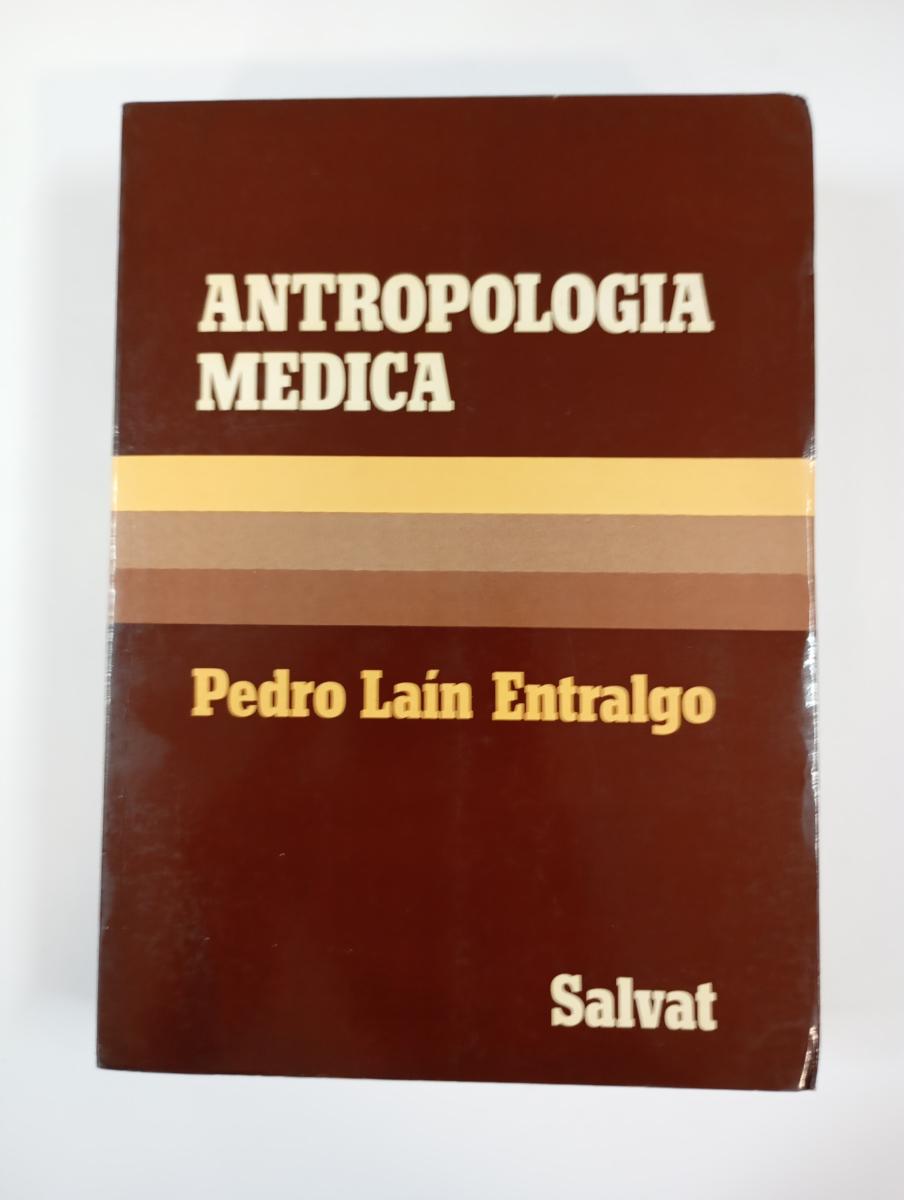 ANTROPOLOGIA
MEDICA
Pedro Laín Entralgo
Salvat